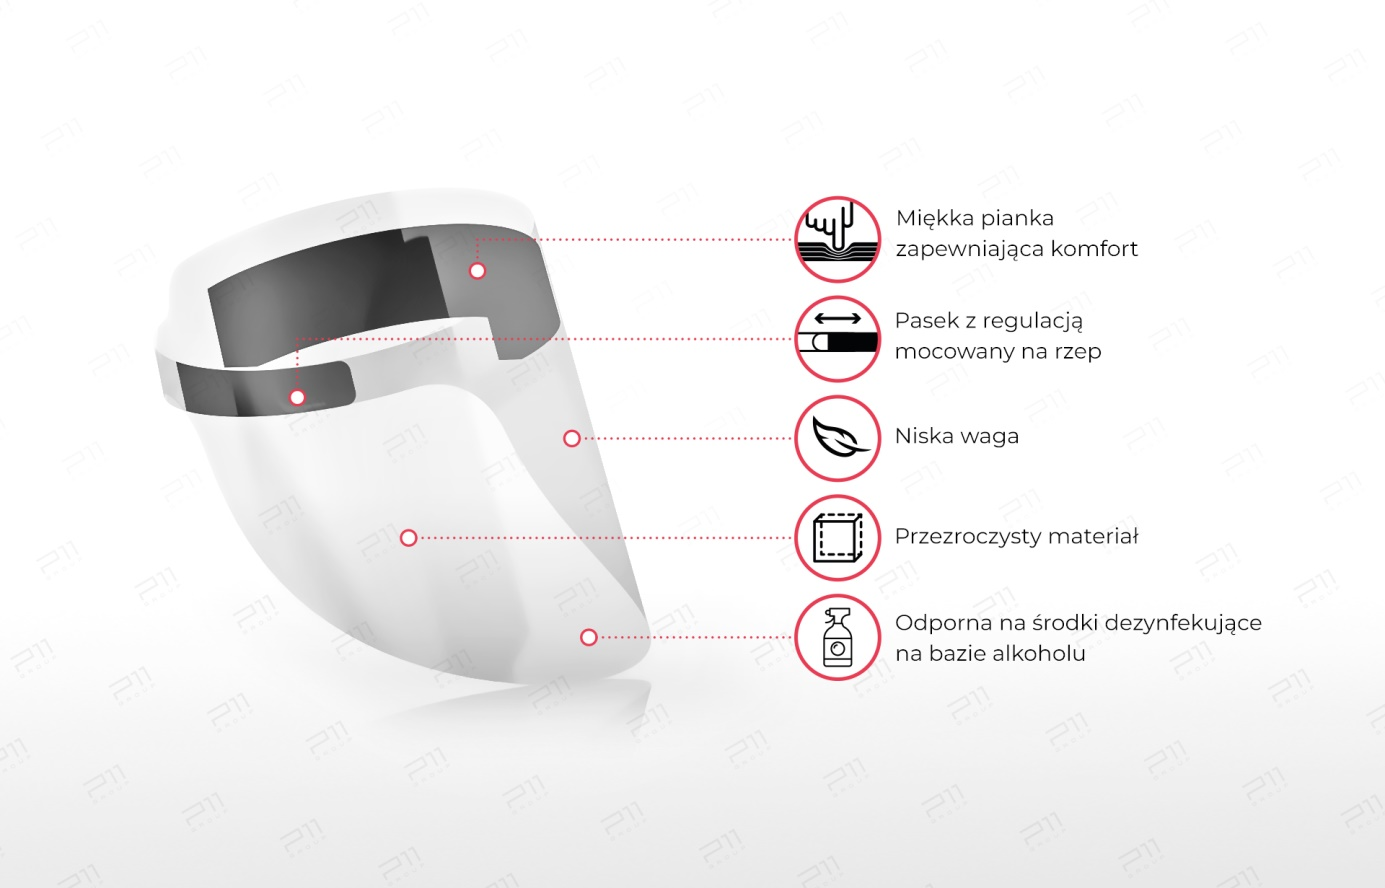 Miękka pianka
zapewniająca komfort
Pasek z regulacją
mocowany na rzep
Niska waga
Przezroczysty materiał
Odporna na środki dezynfekujące
na bazie alkoholu